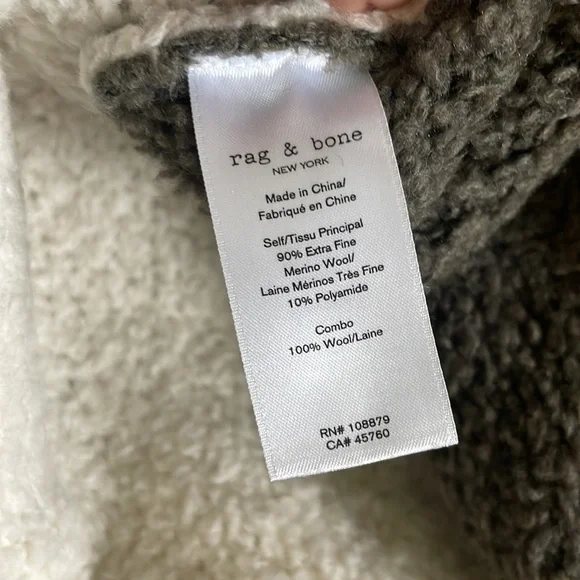 rag & bone
NEW YORK
Made in China/
Fabriqué en Chine
Self/Tissu Principal
90% Extra Fine
Merino Wool/
Laine Mérinos Très Fine
10% Polyamide
Combo
100% Wool/Laine
RN# 108879
CA# 45760